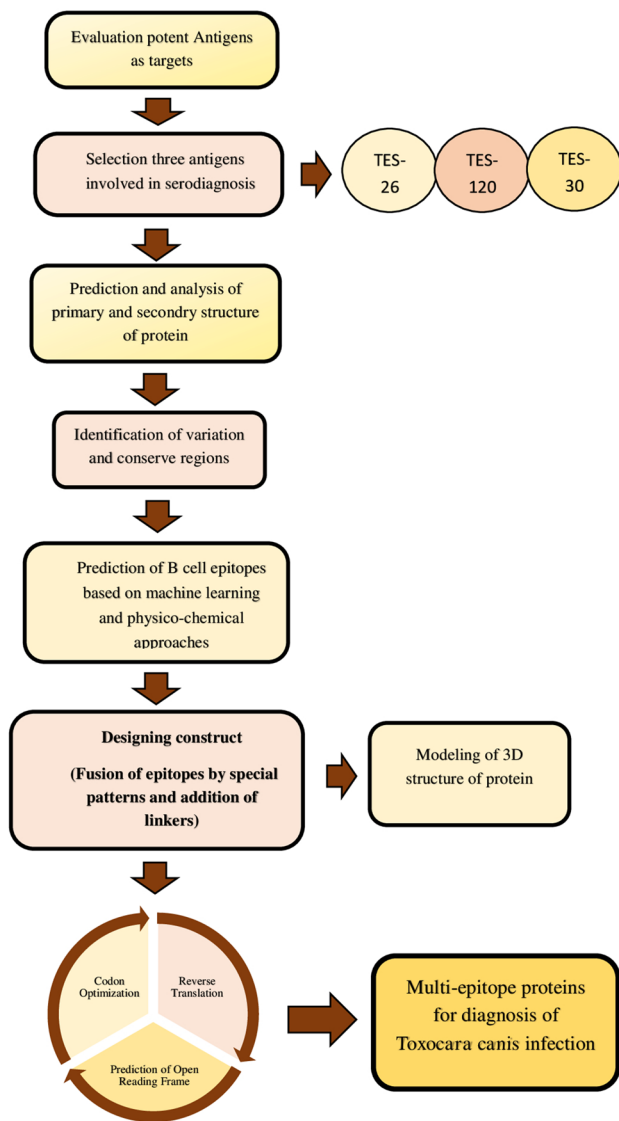 Evaluation potent Antigens
as targets
Selection three antigens
involved in serodiagnosis
TES-
26
TES-
120
TES-
30
Prediction and analysis of
primary and secondry structure
of protein
Identification of variation
and conserve regions
Prediction of B cell epitopes
based on machine learning
and physico-chemical
approaches
Designing construct
(Fusion of epitopes by special
patterns and addition of
linkers)
Modeling of 3D
structure of protein
Codon
Optimization
Reverse
Translation
Prediction of Open
Reading Frame
Multi-epitope proteins
for diagnosis of
Toxocara canis infection